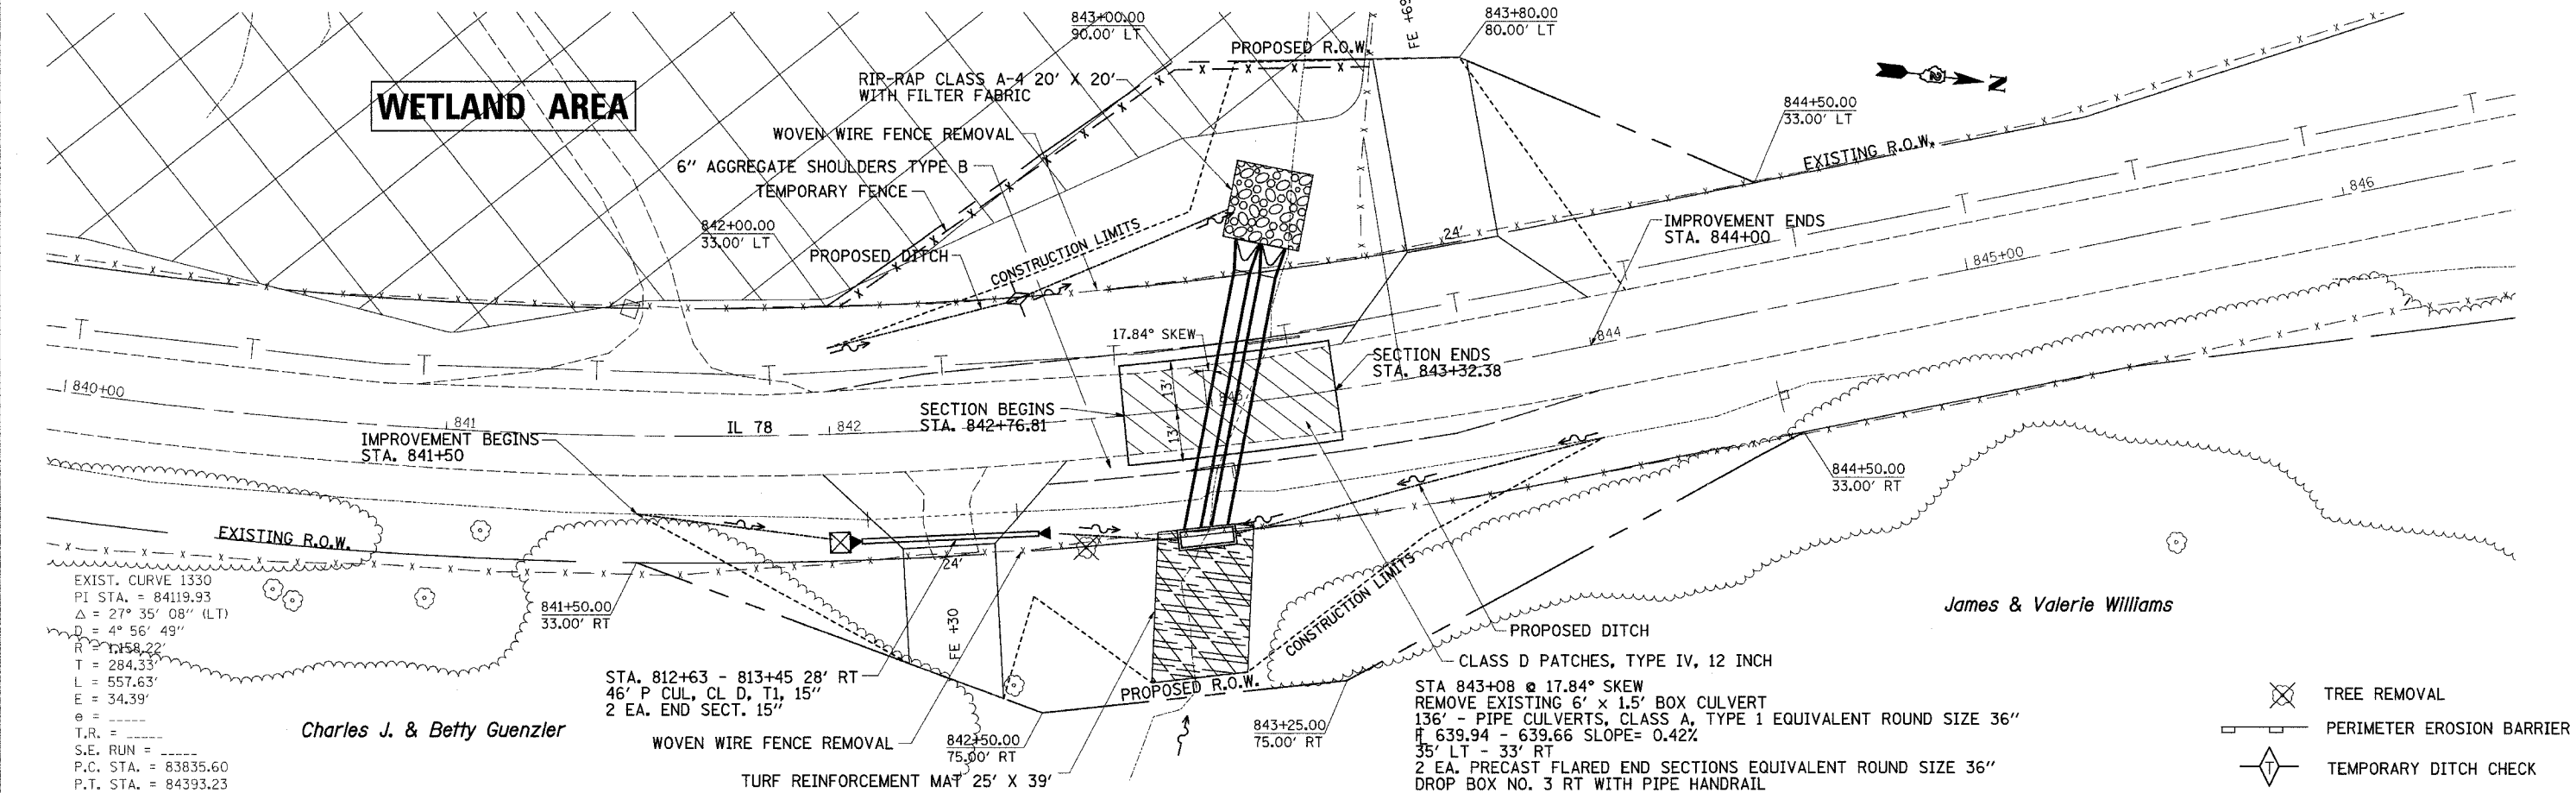 843+00.00
90.00' LT
FE +69
843+80.00
80.00' LT
PROPOSED R.O.W.
RIP-RAP CLASS A-4 20' X 20'
WITH FILTER FABRIC
N
WETLAND AREA
844+50.00
33.00' LT
WOVEN WIRE FENCE REMOVAL
EXISTING R.O.W.
6" AGGREGATE SHOULDERS TYPE B
TEMPORARY FENCE
846
842+00.00
33.00' LT
IMPROVEMENT ENDS
STA. 844+00
24'
CONSTRUCTION LIMITS
PROPOSED DITCH
845+00
17.84° SKEW
844
SECTION ENDS
STA. 843+32.38
840+00
13'
843
SECTION BEGINS
STA. 842+76.81
841
IL 78
842
13'
IMPROVEMENT BEGINS
STA. 841+50
844+50.00
33.00' RT
EXISTING R.O.W.
24'
CONSTRUCTION LIMITS
EXIST. CURVE 1330
PI STA. = 84119.93
Δ = 27° 35' 08" (LT)
D = 4° 56' 49"
R = 1,158.22'
T = 284.33'
L = 557.63'
E = 34.39'
e = _____
T.R. = _____
S.E. RUN = _____
P.C. STA. = 83835.60
P.T. STA. = 84393.23
841+50.00
33.00' RT
FE +30
James & Valerie Williams
PROPOSED DITCH
CLASS D PATCHES, TYPE IV, 12 INCH
STA. 812+63 - 813+45 28' RT
46' P CUL, CL D, T1, 15"
2 EA. END SECT. 15"
PROPOSED R.O.W.
Charles J. & Betty Guenzler
WOVEN WIRE FENCE REMOVAL
842+50.00
75.00' RT
843+25.00
75.00' RT
TURF REINFORCEMENT MAT 25' X 39'
STA 843+08 @ 17.84° SKEW
REMOVE EXISTING 6' x 1.5' BOX CULVERT
136' - PIPE CULVERTS, CLASS A, TYPE 1 EQUIVALENT ROUND SIZE 36"
639.94 - 639.66 SLOPE= 0.42%
35' LT - 33' RT
2 EA. PRECAST FLARED END SECTIONS EQUIVALENT ROUND SIZE 36"
DROP BOX NO. 3 RT WITH PIPE HANDRAIL
TREE REMOVAL
PERIMETER EROSION BARRIER
T
TEMPORARY DITCH CHECK